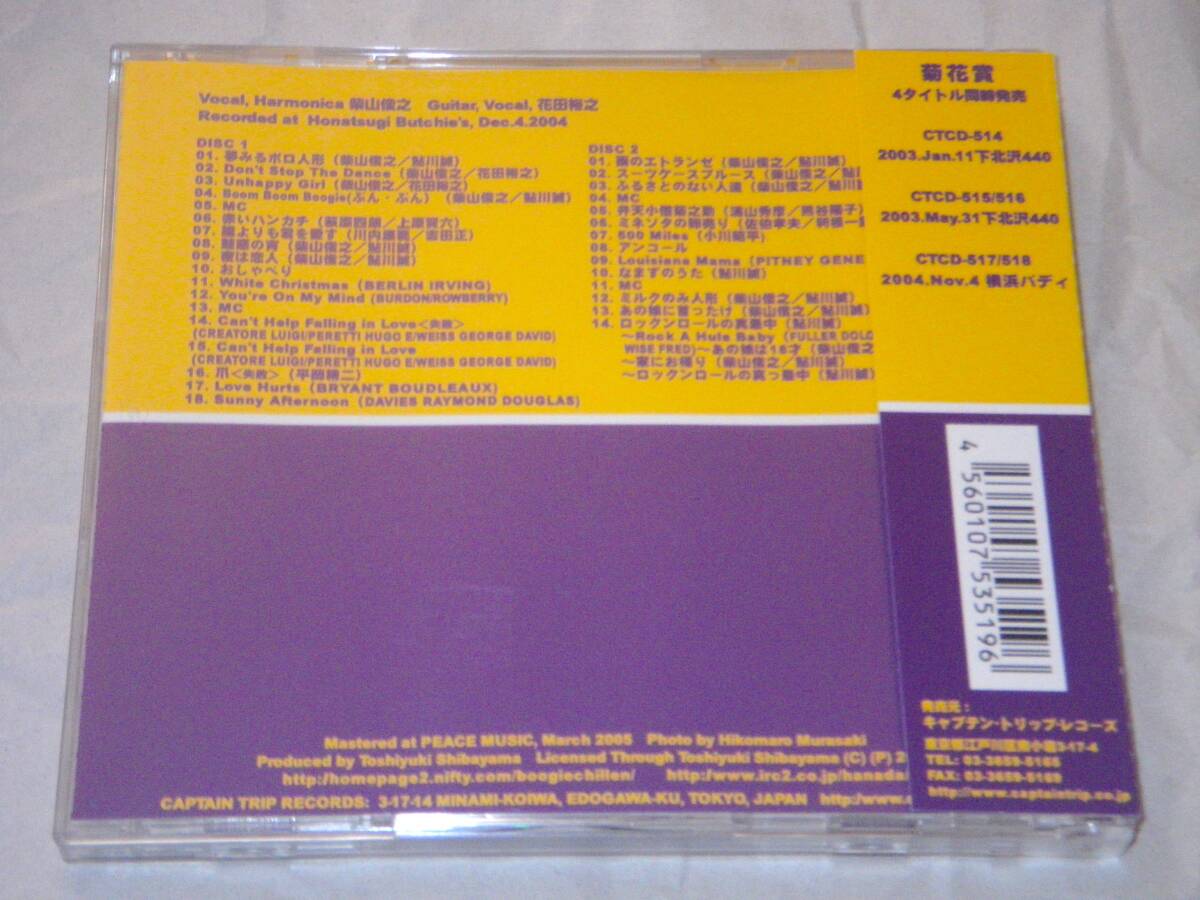 Vocal, Harmonica 柴山俊之 Guitar, Vocal, 花田裕之
Recorded at Honatsugi Butchie's, Dec.4.2004
DISC 1
01. 夢みるボロ人形（柴山俊之／鮎川誠）
02. Don't Stop The Dance（柴山俊之／花田裕之）
03. Unhappy Girl（柴山俊之／花田裕之）
04. Boom Boom Boogie(ぶん・ぶん)（柴山俊之／鮎川誠）
05. MC
06. 赤いハンカチ（萩原四朗／上原賢六）
07. 誰よりも君を愛す（川内康範／吉田正）
08. 魅惑の宵（柴山俊之／鮎川誠）
09. 夜は恋人（柴山俊之／鮎川誠）
10. おしゃべり
11. White Christmas（BERLIN IRVING）
12. You're On My Mind (BURDON/ROWBERRY)
13. MC
14. Can't Help Falling in Love<失敗>
(CREATORE LUIGI/PERETTI HUGO E/WEISS GEORGE DAVID)
15. Can't Help Falling in Love
(CREATORE LUIGI/PERETTI HUGO E/WEISS GEORGE DAVID)
16. 爪<失敗>（平岡精二）
17. Love Hurts（BRYANT BOUDLEAUX）
18. Sunny Afternoon（DAVIES RAYMOND DOUGLAS）
DISC 2
01. 雨のエトランゼ（柴山俊之／鮎川誠）
02. スーツケースブルース（柴山俊之／鮎川
03. ふるさとのない人達（柴山俊之／鮎川誠
04. MC
05. 弁天小僧菊之助（清山秀彦／熊谷陽子）
06. ミネソタの卵売り（佐伯孝夫／利根一郎
07. 500 Miles（小川昭平）
08. アンコール
09. Louisiana Mama（PITNEY GENE
10. なまずのうた（鮎川誠）
11. MC
12. ミルクのみ人形（柴山俊之／鮎川誠）
13. あの娘に言ったけ（柴山俊之／鮎川誠）
14. ロックンロールの真最中（鮎川誠）
～Rock A Hula Baby（FULLER DOLO
WISE FRED)～あの娘は18才（柴山俊之
～家にお帰り（柴山俊之／鮎川誠）
～ロックンロールの真っ最中（鮎川誠）
Mastered at PEACE MUSIC, March 2005 Photo by Hikomaro Murasaki
Produced by Toshiyuki Shibayama Licensed Through Toshiyuki Shibayama (C) (P) 2
http://homepage2.nifty.com/boogiechillen/ http://www.irc2.co.jp/hanada/
CAPTAIN TRIP RECORDS: 3-17-14 MINAMI-KOIWA, EDOGAWA-KU, TOKYO, JAPAN http://www.c
菊花賞
4タイトル同時発売
CTCD-514
2003.Jan.11下北沢440
CTCD-515/516
2003.May.31下北沢440
CTCD-517/518
2004.Nov.4 横浜バディ
4 560107 535196
発売元：
キャプテン・トリップ・レコーズ
東京都江戸川区南小岩3-17-4
TEL: 03-3659-5165
FAX: 03-3659-5169
http://www.captaintrip.co.jp